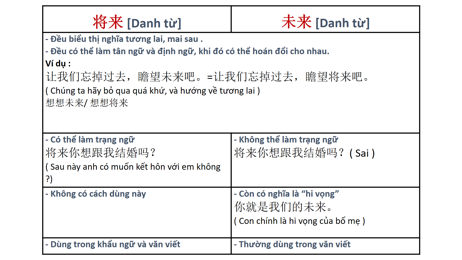 将来 [Danh từ]
未来 [Danh từ]
- Đều biểu thị nghĩa tương lai, mai sau .
- Đều có thể làm tân ngữ và định ngữ, khi đó có thể hoán đổi cho nhau.
Ví dụ :
让我们忘掉过去，瞻望未来吧。=让我们忘掉过去，瞻望将来吧。
( Chúng ta hãy bỏ qua quá khứ, và hướng về tương lai )
想想未来/ 想想将来
- Có thể làm trạng ngữ
将来你想跟我结婚吗？
( Sau này anh có muốn kết hôn với em không
?)
- Không thể làm trạng ngữ
将来你想跟我结婚吗？( Sai )
- Không có cách dùng này
- Còn có nghĩa là “hi vọng”
你就是我们的未来。
( Con chính là hi vọng của bố mẹ )
- Dùng trong khẩu ngữ và văn viết
- Thường dùng trong văn viết